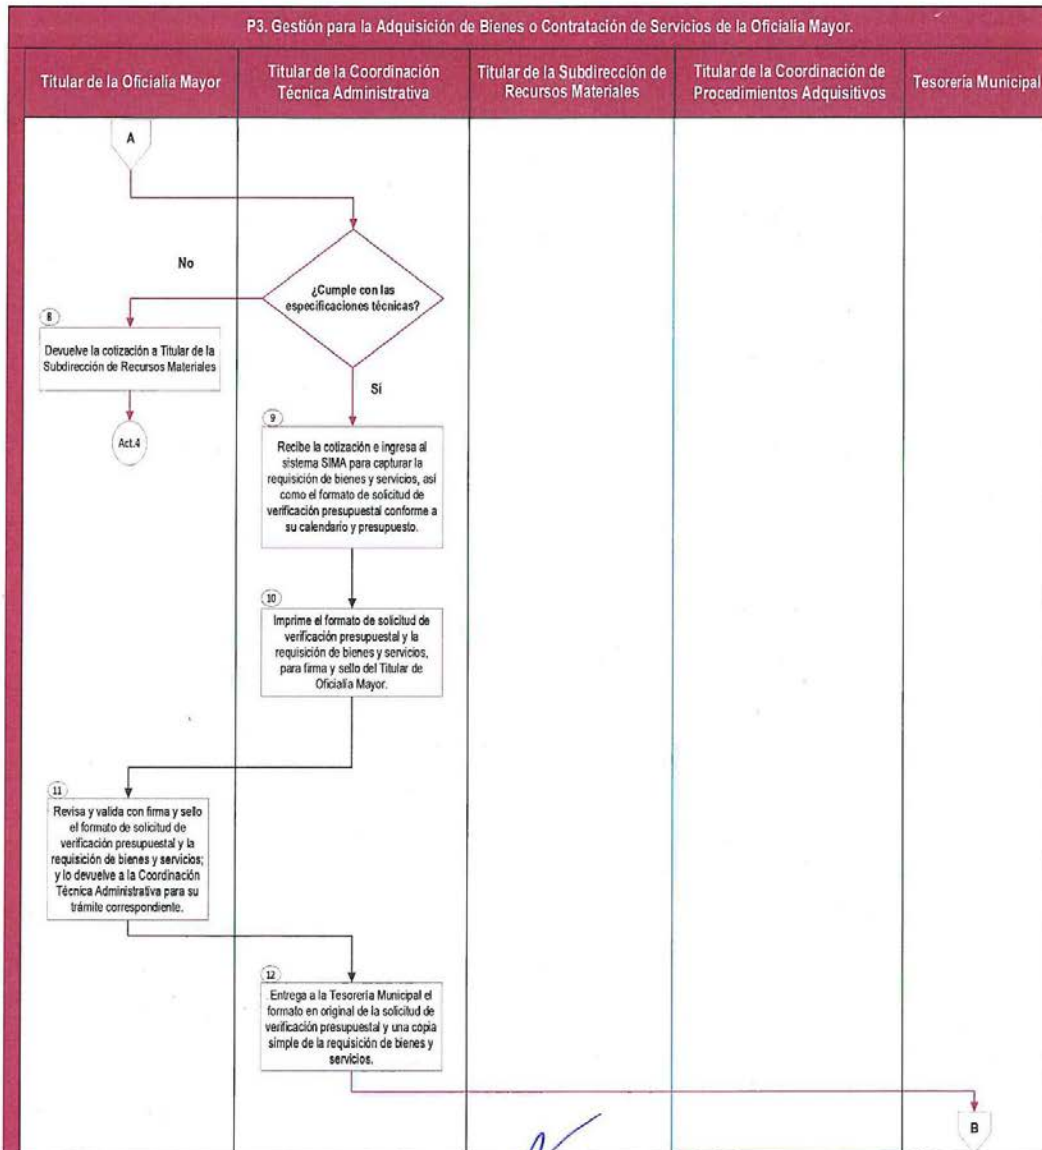 P3. Gestión para la Adquisición de Bienes o Contratación de Servicios de la Oficialía Mayor.
Titular de la Oficialía Mayor
Titular de la Coordinación
Técnica Administrativa
Titular de la Subdirección de
Recursos Materiales
Titular de la Coordinación de
Procedimientos Adquisitivos
Tesorería Municipal
A
¿Cumple con las
especificaciones técnicas?
No
8
Devuelve la cotización a Titular de la
Subdirección de Recursos Materiales
Act.4
Sí
9
Recibe la cotización e ingresa al
sistema SIMA para capturar la
requisición de bienes y servicios, así
como el formato de solicitud de
verificación presupuestal conforme a
su calendario y presupuesto.
10
Imprime el formato de solicitud de
verificación presupuestal y la
requisición de bienes y servicios,
para firma y sello del Titular de
Oficialía Mayor.
11
Revisa y valida con firma y sello
el formato de solicitud de
verificación presupuestal y la
requisición de bienes y servicios;
y lo devuelve a la Coordinación
Técnica Administrativa para su
trámite correspondiente.
12
Entrega a la Tesorería Municipal el
formato en original de la solicitud de
verificación presupuestal y una copia
simple de la requisición de bienes y
servicios.
B